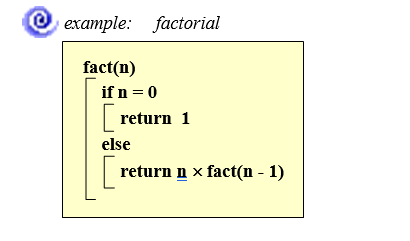 example: factorial
fact(n)
if n = 0
return 1
else
return n × fact(n - 1)